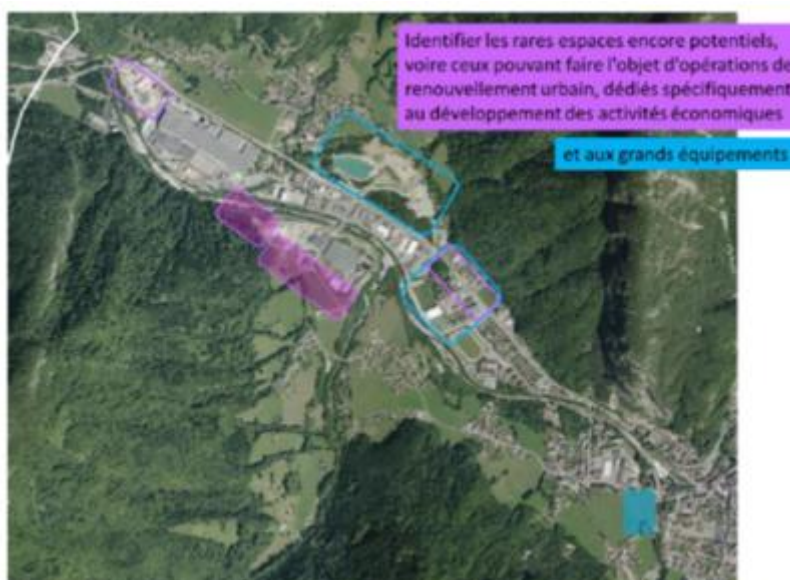 Identifier les rares espaces encore potentiels,
voire ceux pouvant faire l'objet d'opérations de
renouvellement urbain, dédiés spécifiquement
au développement des activités économiques
et aux grands équipements